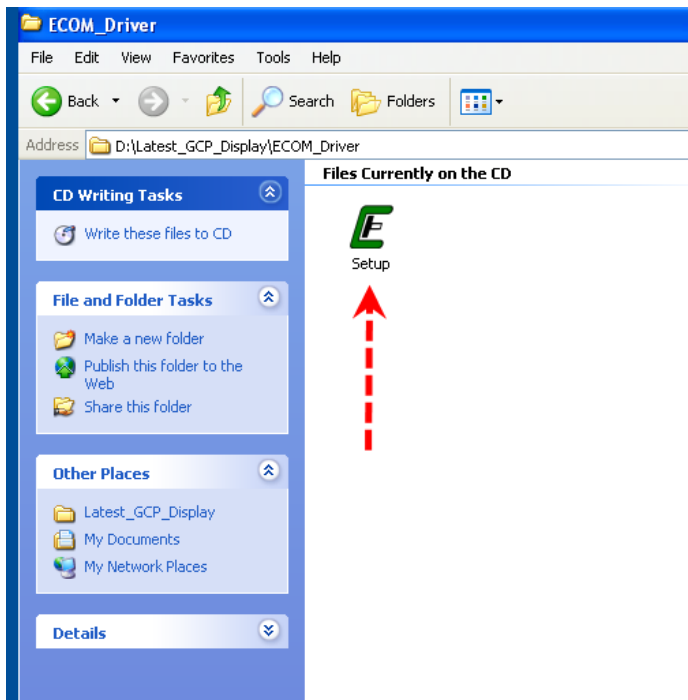 ECOM_Driver
File Edit View Favorites Tools Help
Back Search Folders
Address D:\Latest_GCP_Display\ECOM_Driver
Files Currently on the CD
CD Writing Tasks
Write these files to CD
Setup
File and Folder Tasks
Make a new folder
Publish this folder to the
Web
Share this folder
Other Places
Latest_GCP_Display
My Documents
My Network Places
Details